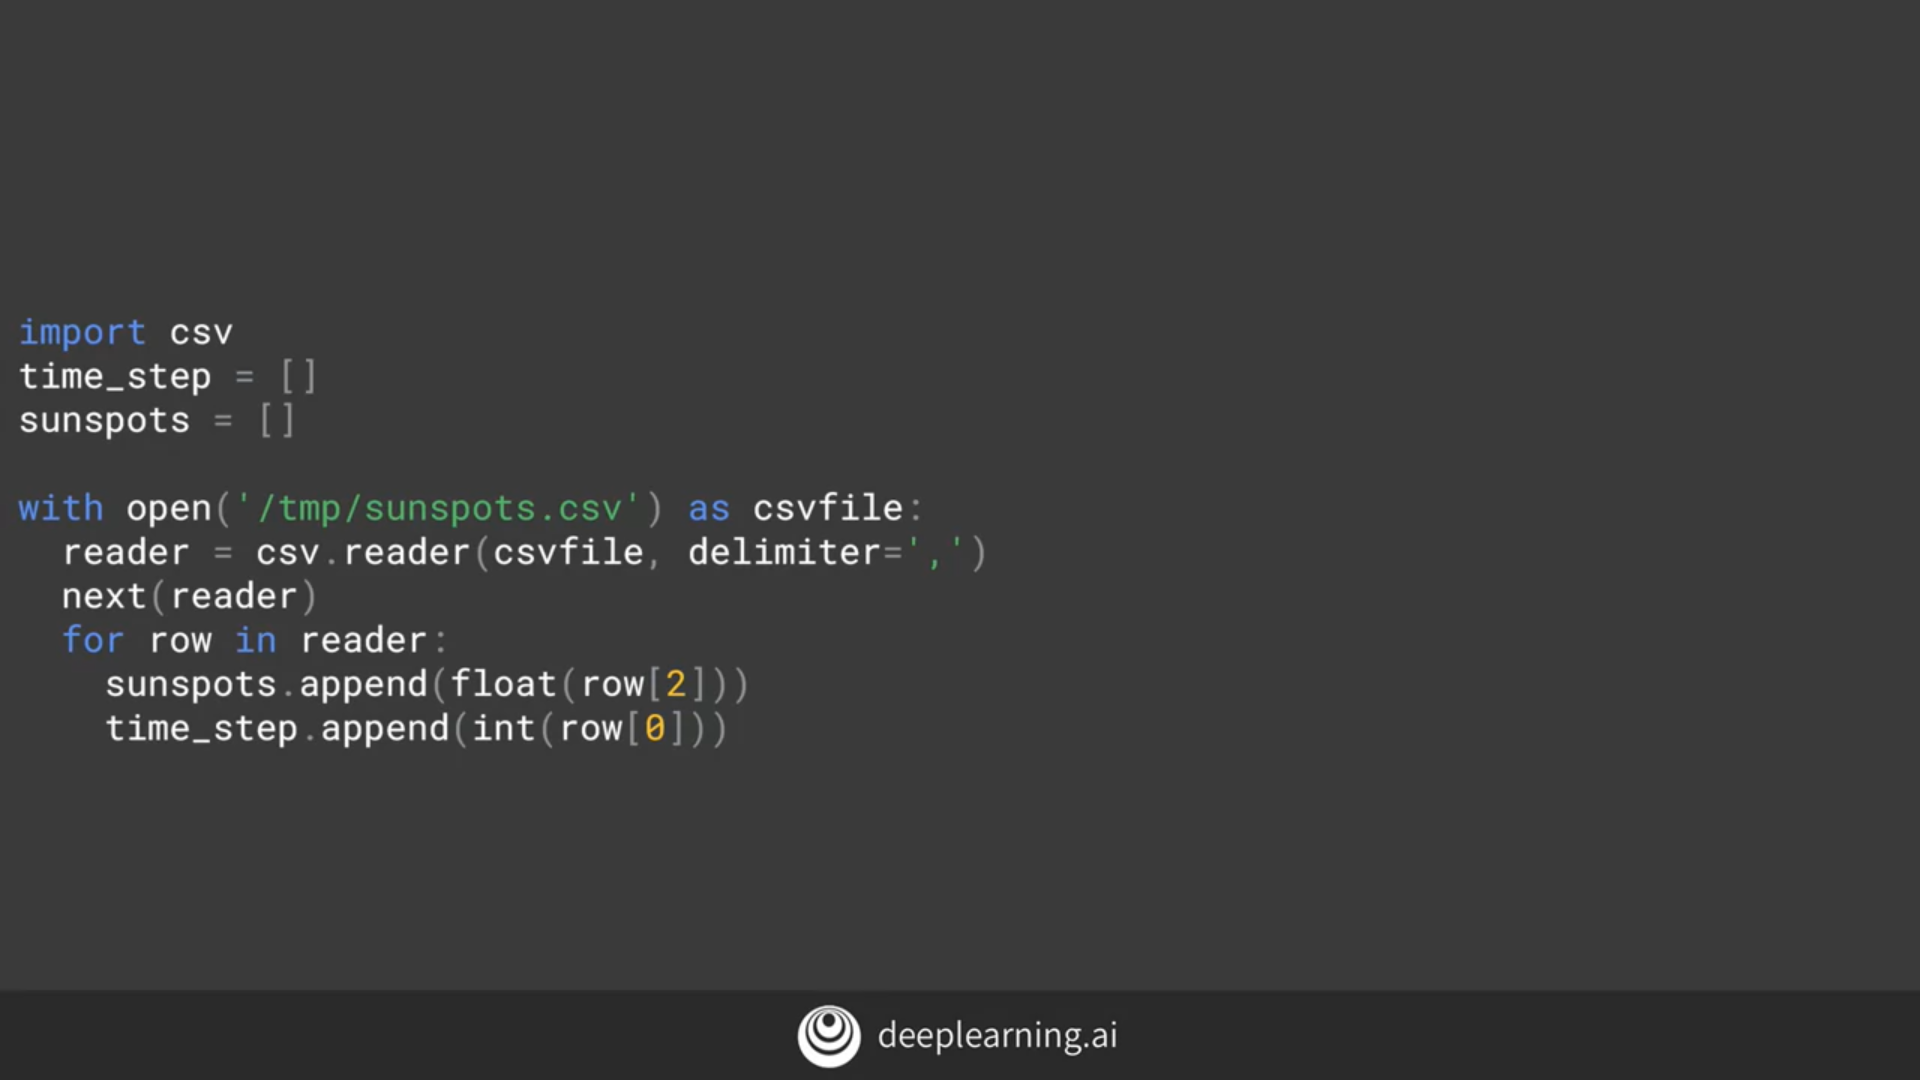 import csv
time_step = []
sunspots = []
with open('/tmp/sunspots.csv') as csvfile:
  reader = csv.reader(csvfile, delimiter=',')
  next(reader)
  for row in reader:
    sunspots.append(float(row[2]))
    time_step.append(int(row[0]))
deeplearning.ai